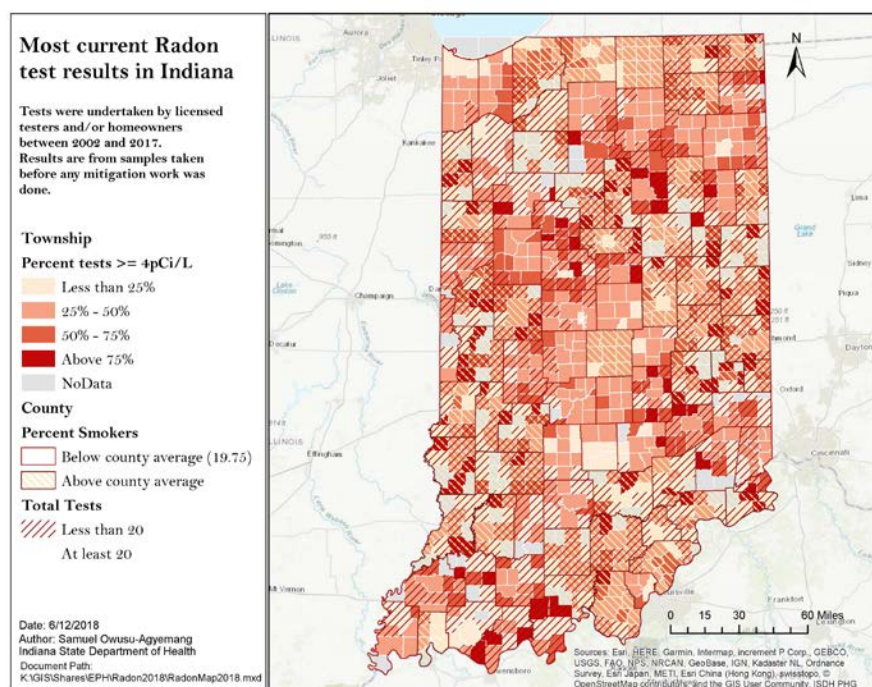 Most current Radon
test results in Indiana
Tests were undertaken by licensed
testers and/or homeowners
between 2002 and 2017.
Results are from samples taken
before any mitigation work was
done.
Township
Percent tests >= 4pCi/L
Less than 25%
25% - 50%
50% - 75%
Above 75%
NoData
County
Percent Smokers
Below county average (19.75)
Above county average
Total Tests
Less than 20
At least 20
Date: 6/12/2018
Author: Samuel Owusu-Agyemang
Indiana State Department of Health
Document Path:
K:\GIS\Shares\EPH\Radon2018\RadonMap2018.mxd
ILLINOIS
Aurora
Joliet
Kankakee
Champaign
Decatur
Effingham
ILLINOIS
Mt Vernon
N
Lima
Grand
Lake
Sidney
Piqua
Dayton
Oxford
Cincinnati
Frankfort
Lexington
0 15 30 60 Miles
Sources: Esri, HERE, Garmin, Intermap, increment P Corp., GEBCO,
USGS, FAO, NPS, NRCAN, GeoBase, IGN, Kadaster NL, Ordnance
Survey, Esri Japan, METI, Esri China (Hong Kong), swisstopo, ©
OpenStreetMap contributors, and the GIS User Community, ISDH PHG